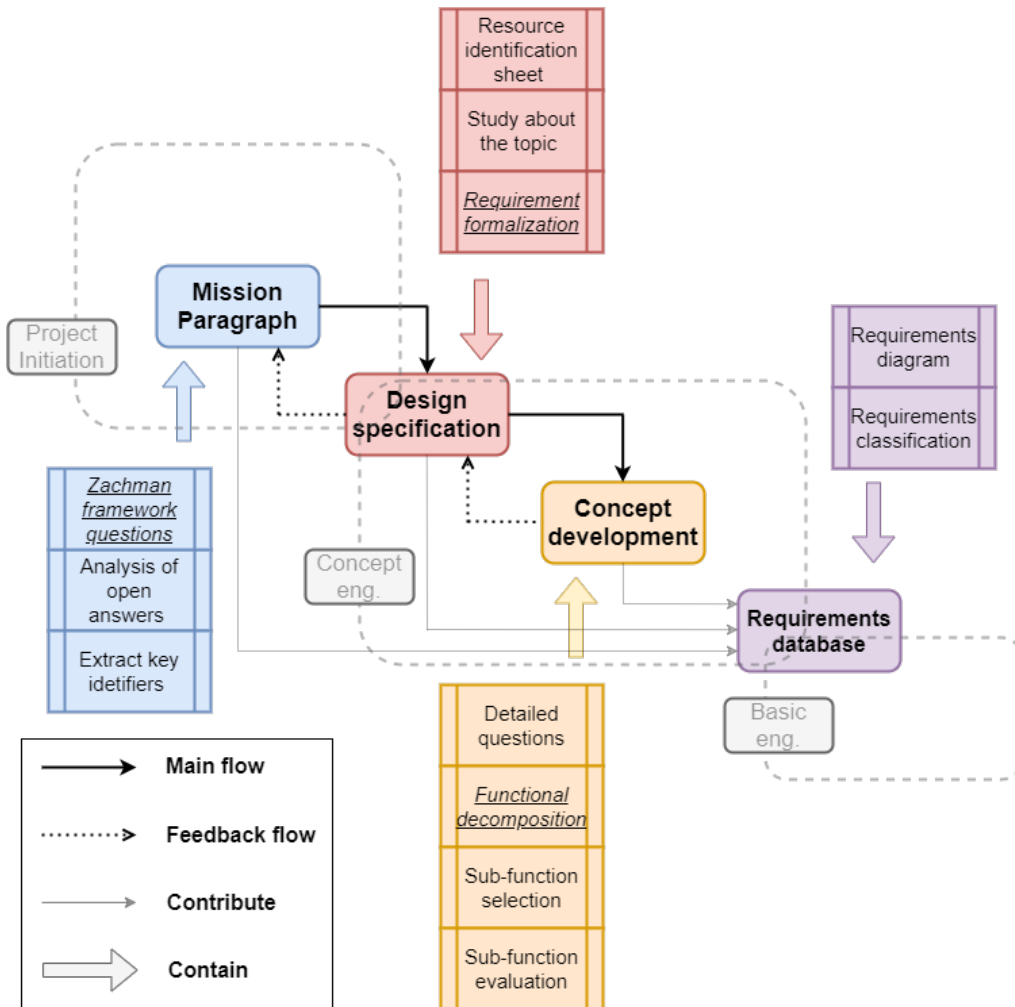 Resource
identification
sheet
Study about
the topic
Requirement
formalization
Mission
Paragraph
Project
Initiation
Design
specification
Requirements
diagram
Requirements
classification
Zachman
framework
questions
Analysis of
open
answers
Extract key
idetifiers
Concept
development
Concept
eng.
Requirements
database
Basic
eng.
Detailed
questions
Functional
decomposition
Sub-function
selection
Sub-function
evaluation
Main flow
Feedback flow
Contribute
Contain